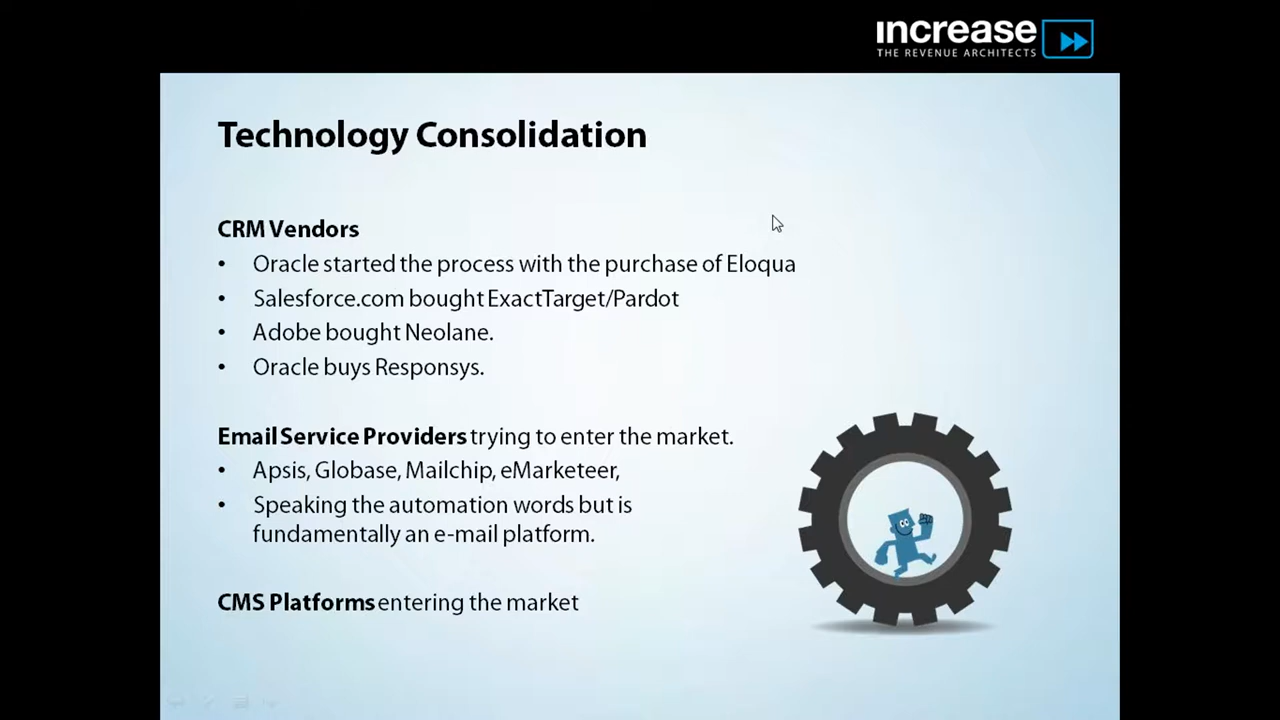 increase
THE REVENUE ARCHITECTS
Technology Consolidation
CRM Vendors
• Oracle started the process with the purchase of Eloqua
• Salesforce.com bought ExactTarget/Pardot
• Adobe bought Neolane.
• Oracle buys Responsys.
Email Service Providers trying to enter the market.
• Apsis, Globase, Mailchip, eMarketeer,
• Speaking the automation words but is
fundamentally an e-mail platform.
CMS Platforms entering the market